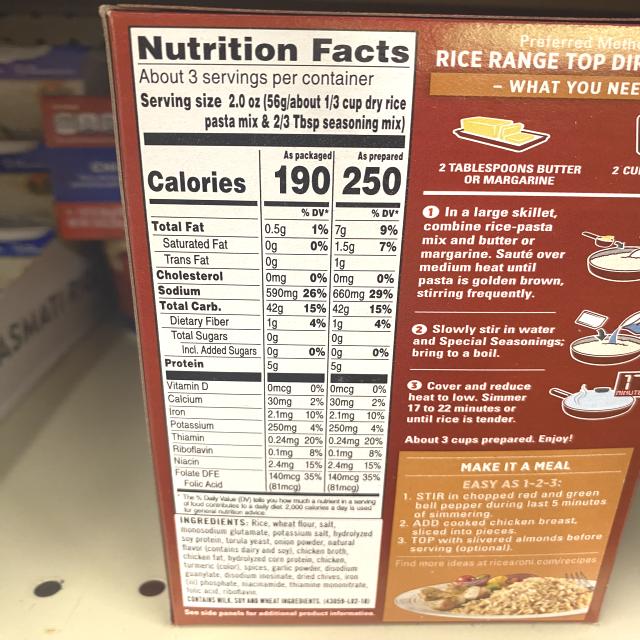 Nutrition Facts
About 3 servings per container
Serving size 2.0 oz (56g/about 1/3 cup dry rice
pasta mix & 2/3 Tbsp seasoning mix)
As packaged As prepared
Calories 190 250
% DV* % DV*
Total Fat 0.5g 1% 7g 9%
Saturated Fat 0g 0% 1.5g 7%
Trans Fat 0g 1g
Cholesterol 0mg 0% 0mg 0%
Sodium 590mg 26% 660mg 29%
Total Carb. 42g 15% 42g 15%
Dietary Fiber 1g 4% 1g 4%
Total Sugars 0g 0g
Incl. Added Sugars 0g 0% 0g 0%
Protein 5g 5g
Vitamin D 0mcg 0% 0mcg 0%
Calcium 30mg 2% 30mg 2%
Iron 2.1mg 10% 2.1mg 10%
Potassium 250mg 4% 250mg 4%
Thiamin 0.24mg 20% 0.24mg 20%
Riboflavin 0.1mg 8% 0.1mg 8%
Niacin 2.4mg 15% 2.4mg 15%
Folate DFE 140mcg 35% 140mcg 35%
Folic Acid (81mcg) (81mcg)
* The % Daily Value (DV) tells you how much a nutrient in a serving
of food contributes to a daily diet. 2,000 calories a day is used
for general nutrition advice.
INGREDIENTS: Rice, wheat flour, salt,
monosodium glutamate, potassium salt, hydrolyzed
soy protein, torula yeast, onion powder, natural
flavor (contains dairy and soy), chicken broth,
chicken fat, hydrolyzed corn protein, chicken,
turmeric (color), spices, garlic powder, disodium
guanylate, disodium inosinate, dried chives, iron
(iii) phosphate, niacinamide, thiamine mononitrate,
folic acid, riboflavin.
CONTAINS MILK, SOY AND WHEAT INGREDIENTS.
See side panels for additional product information.
Preferred
RICE RANGE TOP
– WHAT YOU
2 TABLESPOONS BUTTER
OR MARGARINE
2
1 In a large skillet,
combine rice-pasta
mix and butter or
margarine. Sauté over
medium heat until
pasta is golden brown,
stirring frequently.
2 Slowly stir in water
and Special Seasonings;
bring to a boil.
3 Cover and reduce
heat to low. Simmer
17 to 22 minutes or
until rice is tender.
About 3 cups prepared. Enjoy!
MAKE IT A MEAL
EASY AS 1-2-3:
1. STIR in chopped red and green
bell pepper during last 5 minutes
of simmering.
2. ADD cooked chicken breast,
sliced into pieces.
3. TOP with slivered almonds before
serving (optional).
Find more ideas at ricearoni.com/recipes